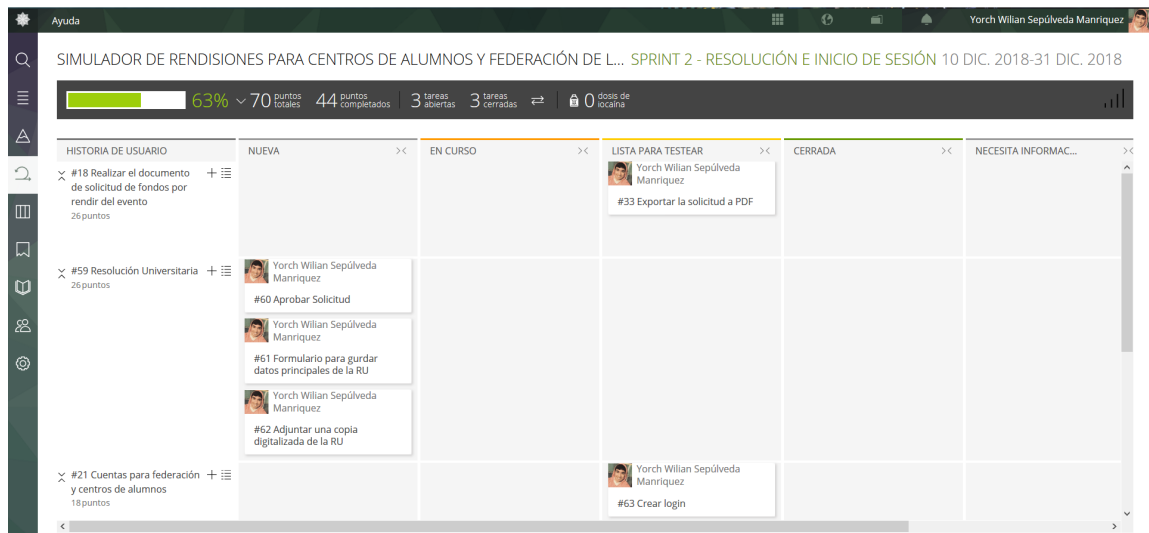 Ayuda
Yorch Wilian Sepúlveda Manriquez
SIMULADOR DE RENDISIONES PARA CENTROS DE ALUMNOS Y FEDERACIÓN DE L... SPRINT 2 - RESOLUCIÓN E INICIO DE SESIÓN 10 DIC. 2018-31 DIC. 2018
63% 70 puntos totales 44 puntos completados 3 tareas abiertas 3 tareas cerradas 0 dosis de iocaína
HISTORIA DE USUARIO NUEVA EN CURSO LISTA PARA TESTEAR CERRADA NECESITA INFORMAC...
#18 Realizar el documento
de solicitud de fondos por
rendir del evento
26 puntos
Yorch Wilian Sepúlveda
Manriquez
#33 Exportar la solicitud a PDF
#59 Resolución Universitaria
26 puntos
Yorch Wilian Sepúlveda
Manriquez
#60 Aprobar Solicitud
Yorch Wilian Sepúlveda
Manriquez
#61 Formulario para gurdar
datos principales de la RU
Yorch Wilian Sepúlveda
Manriquez
#62 Adjuntar una copia
digitalizada de la RU
#21 Cuentas para federación
y centros de alumnos
18 puntos
Yorch Wilian Sepúlveda
Manriquez
#63 Crear login